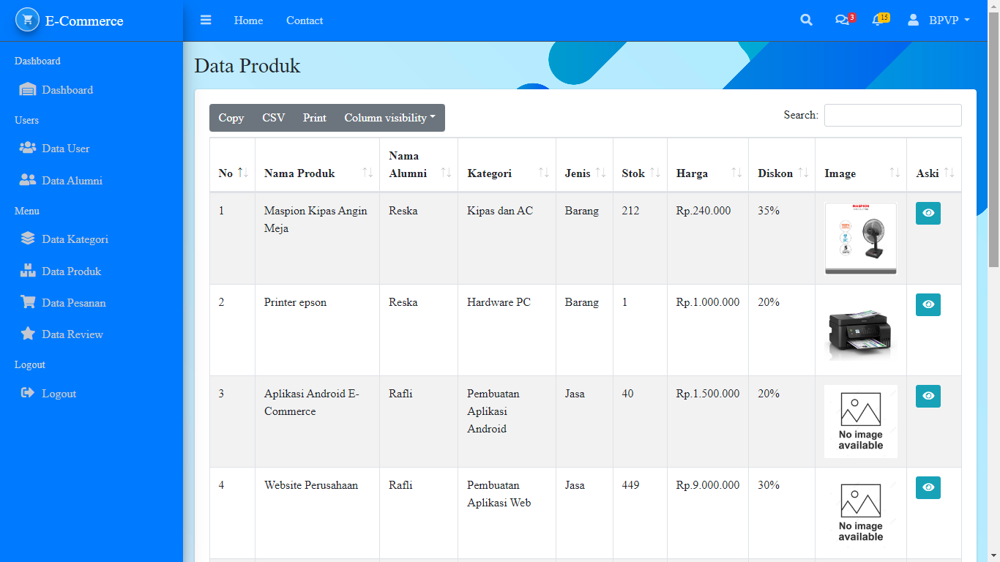 E-Commerce
Home Contact
3
15
BPVP
Dashboard
Dashboard
Users
Data User
Data Alumni
Menu
Data Kategori
Data Produk
Data Pesanan
Data Review
Logout
Logout
Data Produk
Copy CSV Print Column visibility
Search:
No Nama Produk Nama Alumni Kategori Jenis Stok Harga Diskon Image Aski
1 Maspion Kipas Angin Meja Reska Kipas dan AC Barang 212 Rp.240.000 35%
MASPION
2 Printer epson Reska Hardware PC Barang 1 Rp.1.000.000 20%
3 Aplikasi Android E-Commerce Rafli Pembuatan Aplikasi Android Jasa 40 Rp.1.500.000 20%
No image
available
4 Website Perusahaan Rafli Pembuatan Aplikasi Web Jasa 449 Rp.9.000.000 30%
No image
available